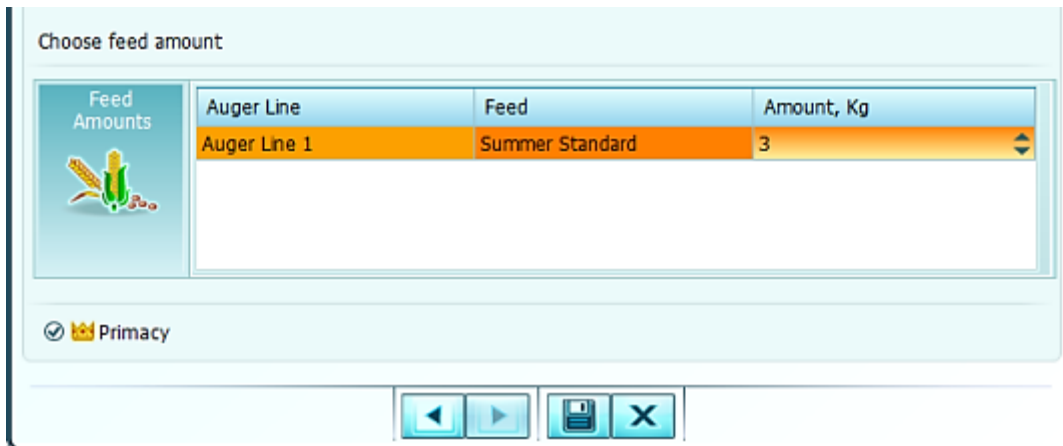 Choose feed amount
Feed
Amounts
Auger Line Feed Amount, Kg
Auger Line 1 Summer Standard 3
Primacy